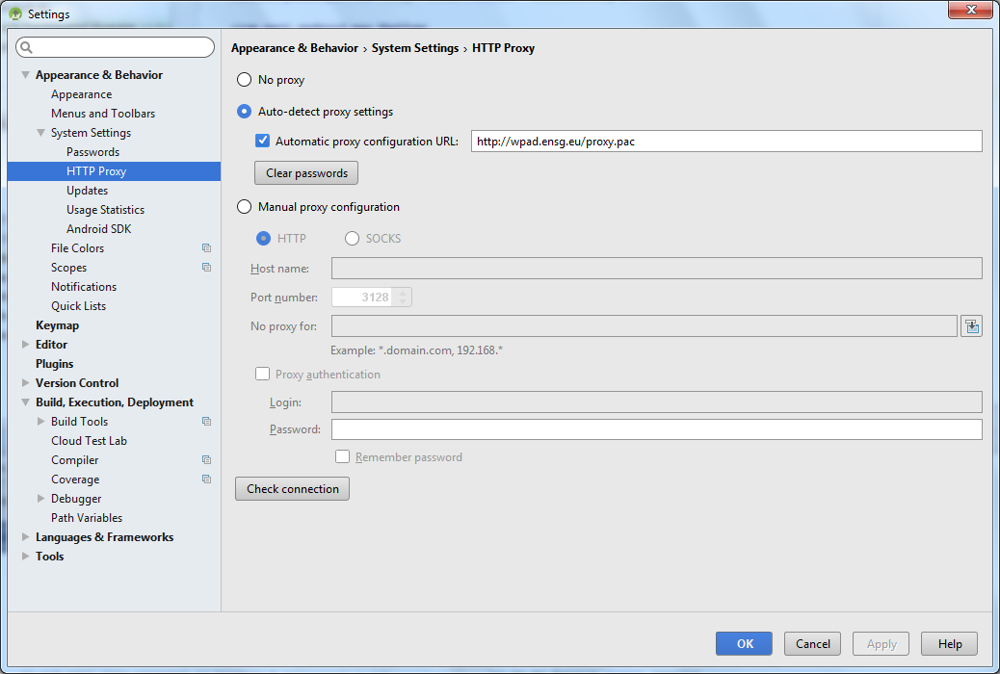 Settings
Appearance & Behavior
Appearance
Menus and Toolbars
System Settings
Passwords
HTTP Proxy
Updates
Usage Statistics
Android SDK
File Colors
Scopes
Notifications
Quick Lists
Keymap
Editor
Plugins
Version Control
Build, Execution, Deployment
Build Tools
Cloud Test Lab
Compiler
Coverage
Debugger
Path Variables
Languages & Frameworks
Tools
Appearance & Behavior › System Settings › HTTP Proxy
No proxy
Auto-detect proxy settings
Automatic proxy configuration URL: http://wpad.ensg.eu/proxy.pac
Clear passwords
Manual proxy configuration
HTTP SOCKS
Host name:
Port number: 3128
No proxy for:
Example: *.domain.com, 192.168.*
Proxy authentication
Login:
Password:
Remember password
Check connection
OK Cancel Apply Help